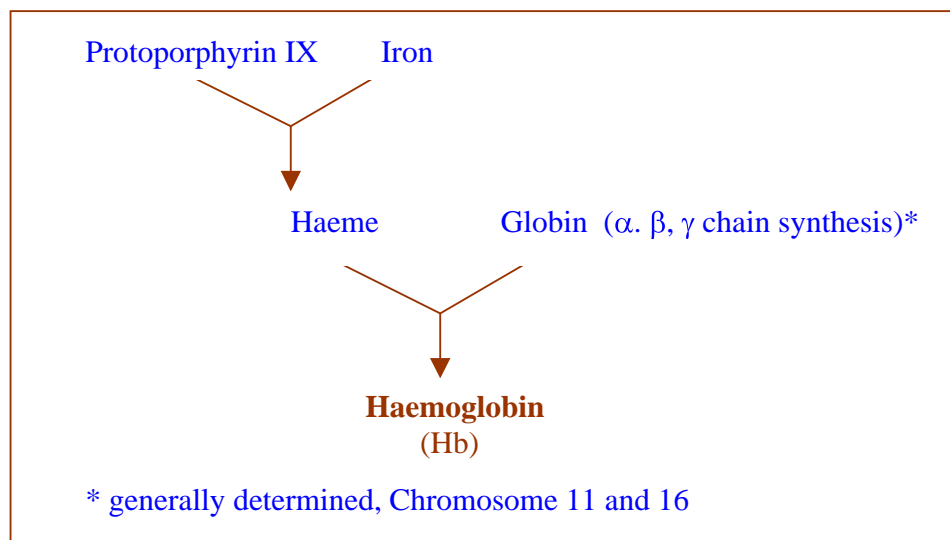 Protoporphyrin IX Iron
Haeme Globin (α. β, γ chain synthesis)*
Haemoglobin
(Hb)
* generally determined, Chromosome 11 and 16